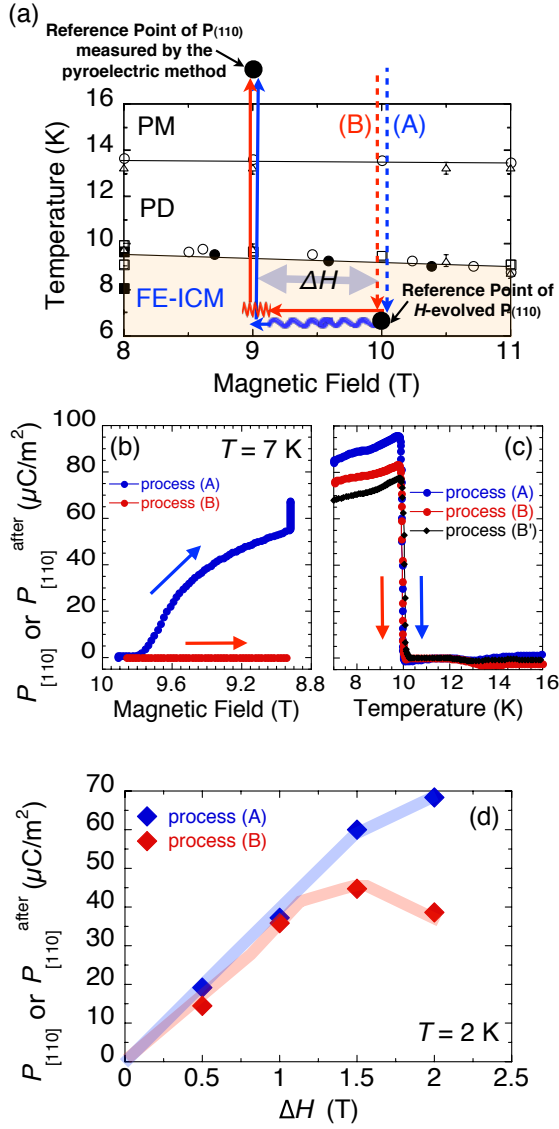 (a)
Reference Point of P(110)
measured by the
pyroelectric method
16
14
12
10
8
6
Temperature (K)
PM
PD
FE-ICM
(B)
(A)
ΔH
Reference Point of
H-evolved P(110)
8
9
10
11
Magnetic Field (T)
(b)
T = 7 K
(c)
100
80
60
40
20
0
P[110] or P[110]after (μC/m2)
process (A)
process (B)
process (A)
process (B)
process (B')
10
9.6
9.2
8.8
Magnetic Field (T)
8
10
12
14
16
Temperature (K)
70
60
50
40
30
20
10
0
P[110] or P[110]after (μC/m2)
process (A)
process (B)
(d)
T = 2 K
0
0.5
1
1.5
2
2.5
ΔH (T)